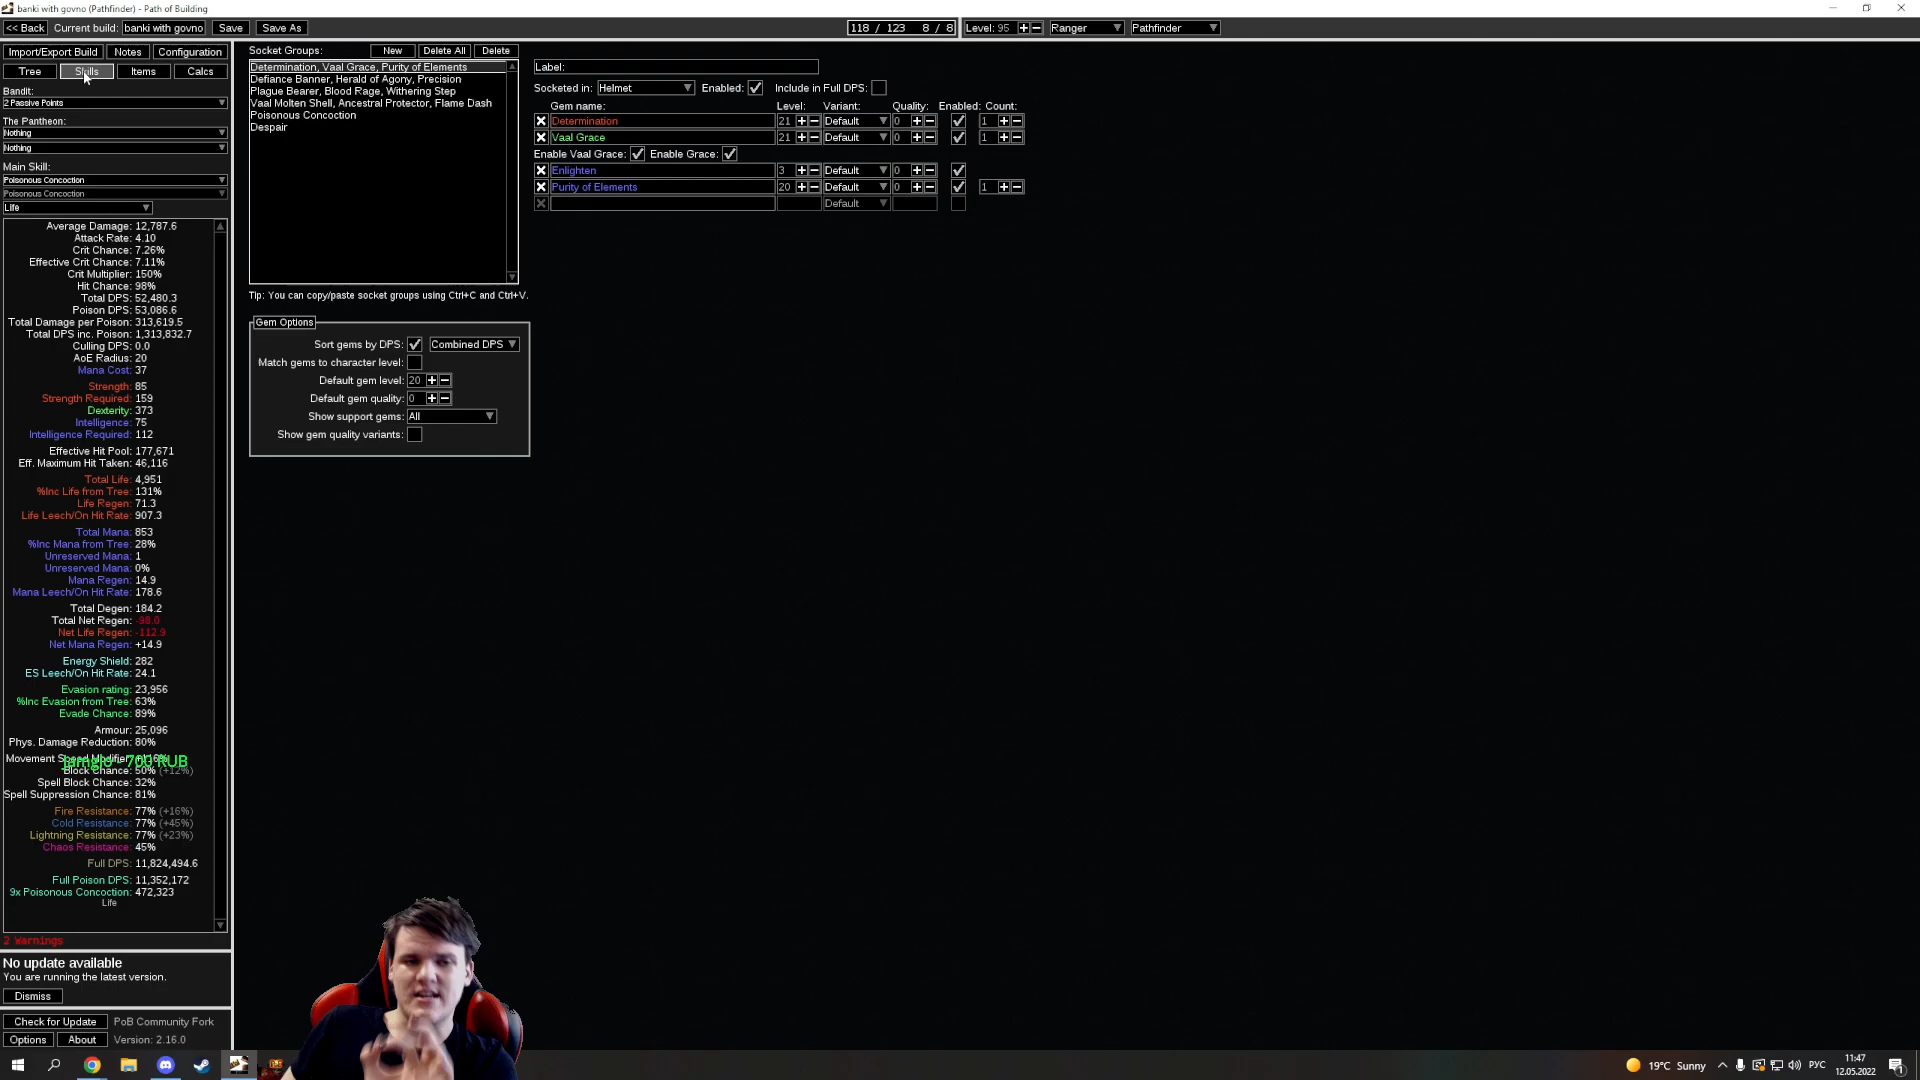 banki with govno (Pathfinder) - Path of Building
<< Back Current build: banki with govno Save Save As 118 / 123 8 / 8 Level: 95 Ranger Pathfinder
Import/Export Build Notes Configuration
Tree Skills Items Calcs
Bandit:
2 Passive Points
The Pantheon:
Nothing
Nothing
Main Skill:
Poisonous Concoction
Poisonous Concoction
Life
Average Damage: 12,787.6
Attack Rate: 4.10
Crit Chance: 7.26%
Effective Crit Chance: 7.11%
Crit Multiplier: 150%
Hit Chance: 98%
Total DPS: 52,480.3
Poison DPS: 53,086.6
Total Damage per Poison: 313,619.5
Total DPS inc. Poison: 1,313,832.7
Culling DPS: 0.0
AoE Radius: 20
Mana Cost: 37
Strength: 85
Strength Required: 159
Dexterity: 373
Intelligence: 75
Intelligence Required: 112
Effective Hit Pool: 177,671
Eff. Maximum Hit Taken: 46,116
Total Life: 4,951
%Inc Life from Tree: 131%
Life Regen: 71.3
Life Leech/On Hit Rate: 907.3
Total Mana: 853
%Inc Mana from Tree: 28%
Unreserved Mana: 1
Unreserved Mana: 0%
Mana Regen: 14.9
Mana Leech/On Hit Rate: 178.6
Total Degen: 184.2
Total Net Regen: -98.0
Net Life Regen: -112.9
Net Mana Regen: +14.9
Energy Shield: 282
ES Leech/On Hit Rate: 24.1
Evasion rating: 23,956
%Inc Evasion from Tree: 63%
Evade Chance: 89%
Armour: 25,096
Phys. Damage Reduction: 80%
Movement Speed Modifier:
- 700 RUB
Block Chance: 50% (+12%)
Spell Block Chance: 32%
Spell Suppression Chance: 81%
Fire Resistance: 77% (+16%)
Cold Resistance: 77% (+45%)
Lightning Resistance: 77% (+23%)
Chaos Resistance: 45%
Full DPS: 11,824,494.6
Full Poison DPS: 11,352,172
9x Poisonous Concoction: 472,323
Life
2 Warnings
No update available
You are running the latest version.
Dismiss
Check for Update PoB Community Fork
Options About Version: 2.16.0
Socket Groups: New Delete All Delete
Determination, Vaal Grace, Purity of Elements
Defiance Banner, Herald of Agony, Precision
Plague Bearer, Blood Rage, Withering Step
Vaal Molten Shell, Ancestral Protector, Flame Dash
Poisonous Concoction
Despair
Tip: You can copy/paste socket groups using Ctrl+C and Ctrl+V.
Gem Options
Sort gems by DPS: Combined DPS
Match gems to character level:
Default gem level: 20
Default gem quality: 0
Show support gems: All
Show gem quality variants:
Label:
Socketed in: Helmet Enabled: Include in Full DPS:
Gem name: Level: Variant: Quality: Enabled: Count:
Determination 21 Default 0 1
Vaal Grace 21 Default 0 1
Enable Vaal Grace: Enable Grace:
Enlighten 3 Default 0
Purity of Elements 20 Default 0 1
Default
19°C Sunny РУС 11:47
12.05.2022